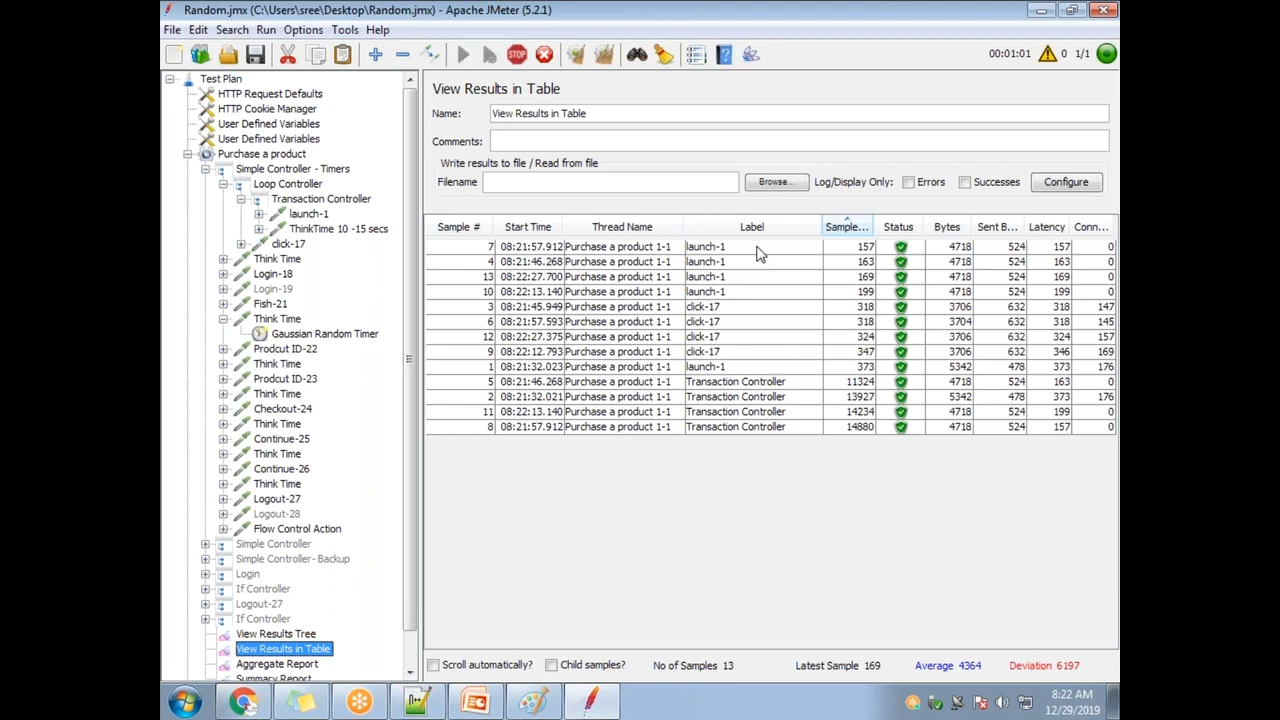 Random.jmx (C:\Users\sree\Desktop\Random.jmx) - Apache JMeter (5.2.1)
File Edit Search Run Options Tools Help
STOP
00:01:01 0 1/1
Test Plan
HTTP Request Defaults
HTTP Cookie Manager
User Defined Variables
User Defined Variables
Purchase a product
Simple Controller - Timers
Loop Controller
Transaction Controller
launch-1
ThinkTime 10 -15 secs
click-17
Think Time
Login-18
Login-19
Fish-21
Think Time
Gaussian Random Timer
Prodcut ID-22
Think Time
Prodcut ID-23
Think Time
Checkout-24
Think Time
Continue-25
Think Time
Continue-26
Think Time
Logout-27
Logout-28
Flow Control Action
Simple Controller
Simple Controller- Backup
Login
If Controller
Logout-27
If Controller
View Results Tree
View Results in Table
Aggregate Report
Summary Report
View Results in Table
Name: View Results in Table
Comments:
Write results to file / Read from file
Filename Browse... Log/Display Only: Errors Successes Configure
Sample # Start Time Thread Name Label Sample... Status Bytes Sent B... Latency Conn...
7 08:21:57.912 Purchase a product 1-1 launch-1 157 4718 524 157 0
4 08:21:46.268 Purchase a product 1-1 launch-1 163 4718 524 163 0
13 08:22:27.700 Purchase a product 1-1 launch-1 169 4718 524 169 0
10 08:22:13.140 Purchase a product 1-1 launch-1 199 4718 524 199 0
3 08:21:45.949 Purchase a product 1-1 click-17 318 3706 632 318 147
6 08:21:57.593 Purchase a product 1-1 click-17 318 3704 632 318 145
12 08:22:27.375 Purchase a product 1-1 click-17 324 3706 632 324 157
9 08:22:12.793 Purchase a product 1-1 click-17 347 3706 632 346 169
1 08:21:32.023 Purchase a product 1-1 launch-1 373 5342 478 373 176
5 08:21:46.268 Purchase a product 1-1 Transaction Controller 11324 4718 524 163 0
2 08:21:32.021 Purchase a product 1-1 Transaction Controller 13927 5342 478 373 176
11 08:22:13.140 Purchase a product 1-1 Transaction Controller 14234 4718 524 199 0
8 08:21:57.912 Purchase a product 1-1 Transaction Controller 14880 4718 524 157 0
Scroll automatically? Child samples? No of Samples 13 Latest Sample 169 Average 4364 Deviation 6197
8:22 AM
12/29/2019